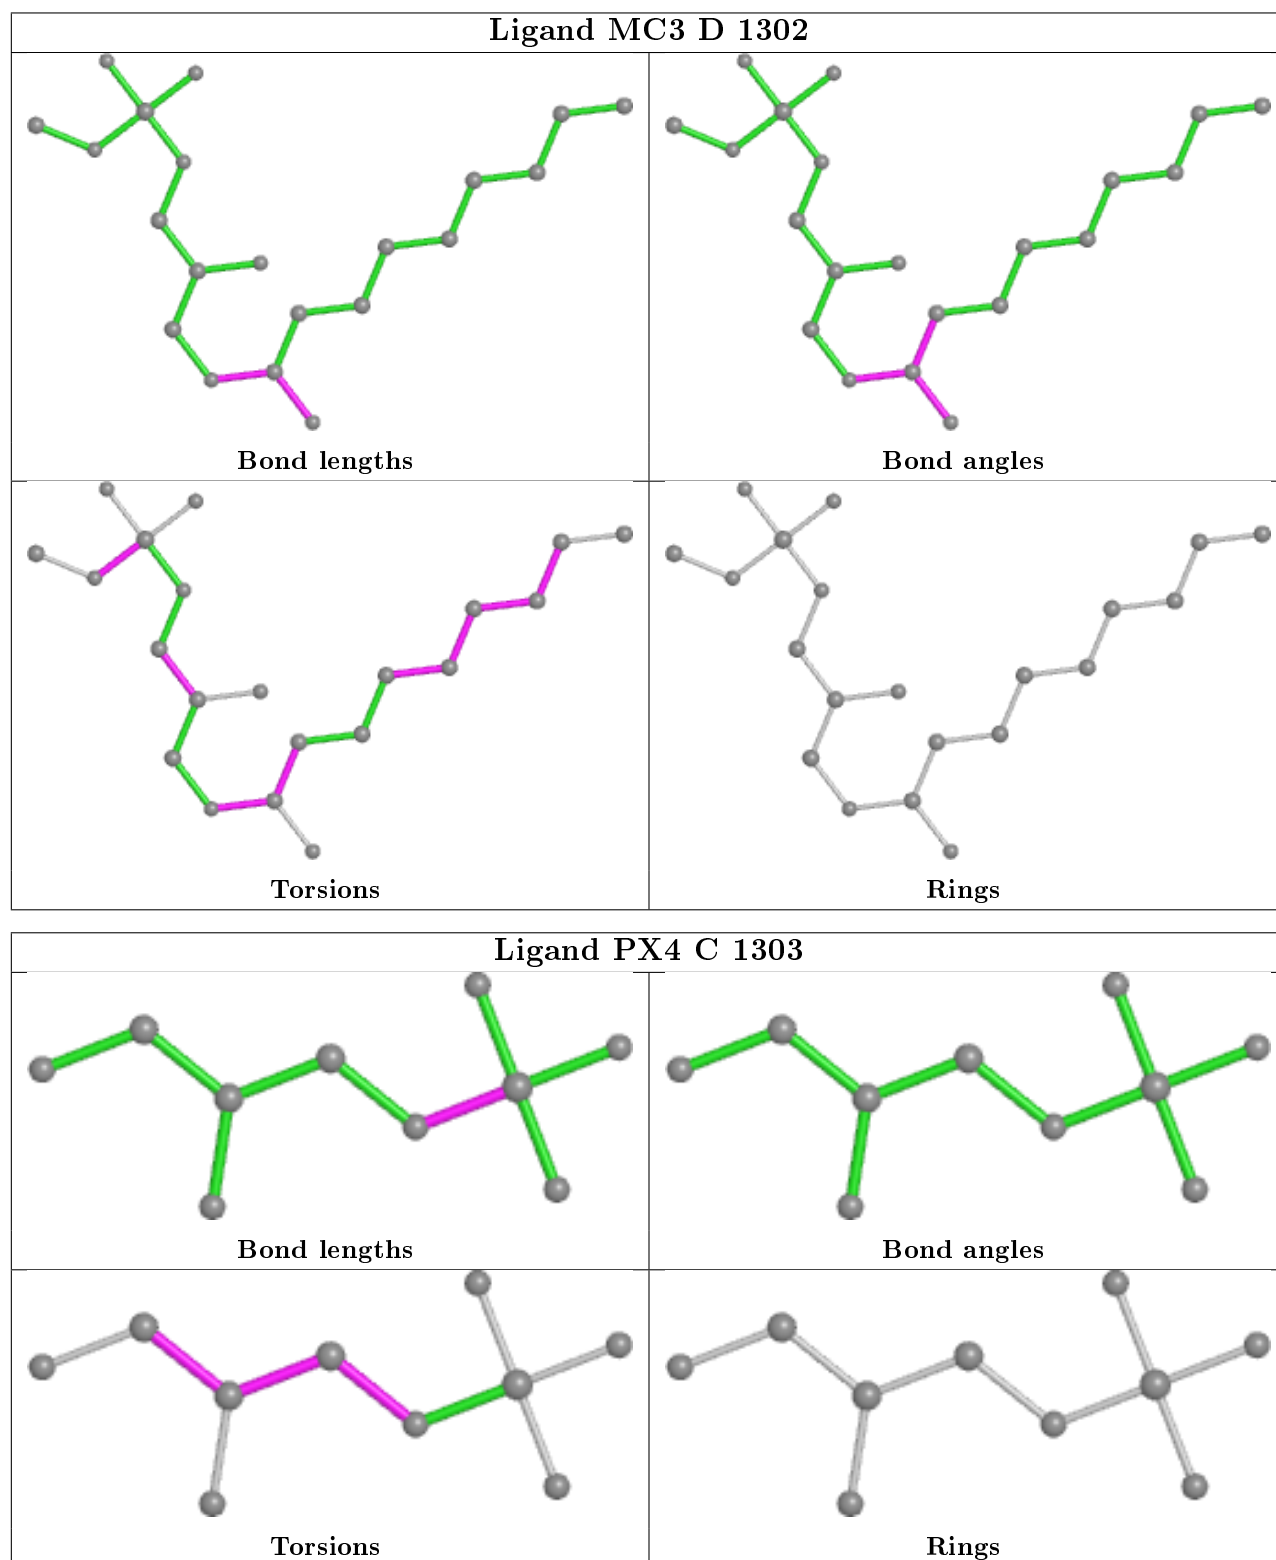 Ligand MC3 D 1302
Bond lengths
Bond angles
Torsions
Rings
Ligand PX4 C 1303
Bond lengths
Bond angles
Torsions
Rings